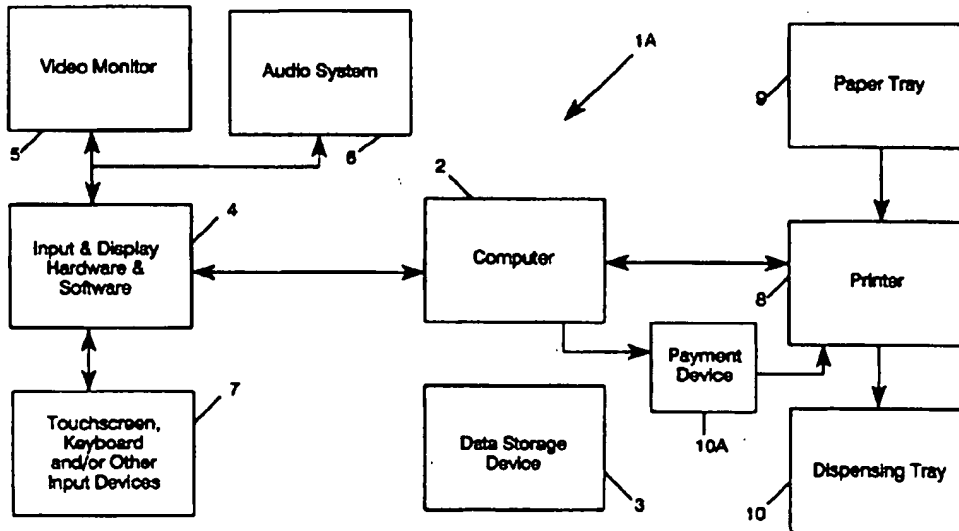 Video Monitor
5
Audio System
6
1A
9
Paper Tray
4
Input & Display
Hardware &
Software
2
Computer
8
Printer
7
Touchscreen,
Keyboard
and/or Other
Input Devices
Payment
Device
10A
Data Storage
Device
3
10
Dispensing Tray